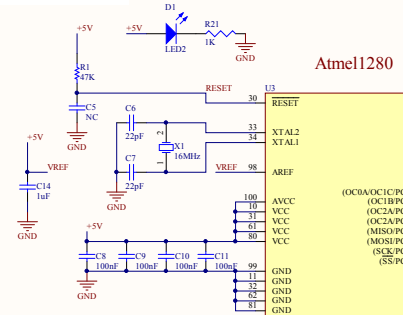 D1
+5V
+5V
R21
LED2
1K
GND
Atmel1280
R1
47K
RESET
U3
30
RESET
C5
NC
C6
22pF
2
33
XTAL2
GND
X1
16MHz
34
XTAL1
+5V
C7
22pF
1
VREF
VREF
98
AREF
C14
1uF
GND
GND
(OC0A/OC1C/PC
100
AVCC
(OC1B/PC
10
VCC
(OC2A/PC
31
VCC
(OC2A/PC
61
VCC
(MISO/PC
80
VCC
(MOSI/PC
(SCK/PC
(SS/PC
+5V
C8
C9
C10
C11
100nF
100nF
100nF
100nF
99
GND
11
GND
32
GND
62
GND
81
GND
GND